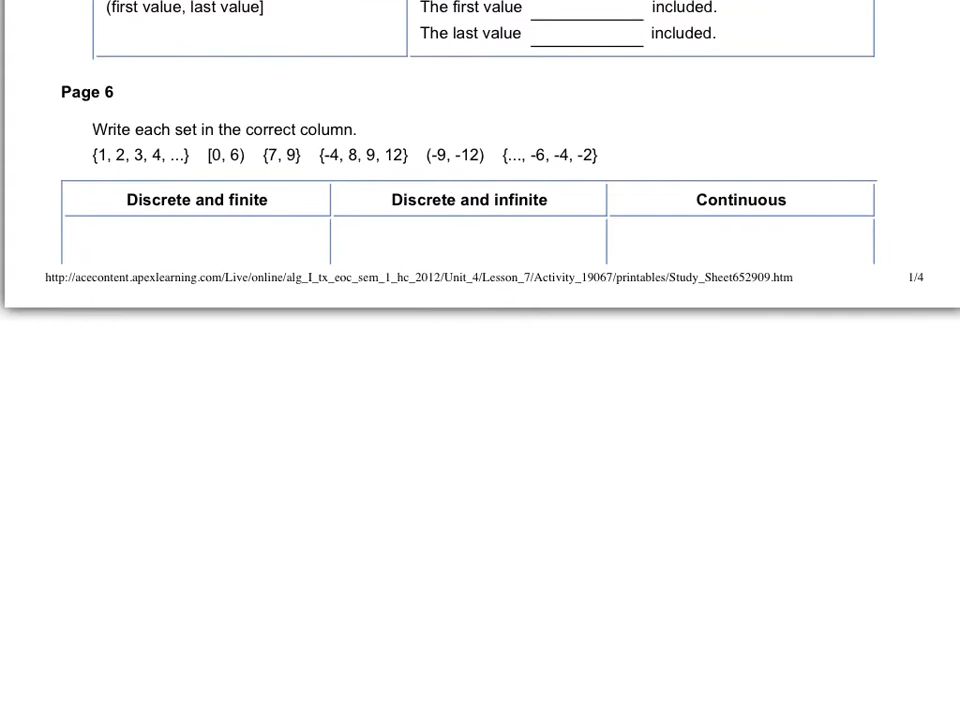 (first value, last value]
The first value ____________ included.
The last value ____________ included.
Page 6
Write each set in the correct column.
{1, 2, 3, 4, ...} [0, 6) {7, 9} {-4, 8, 9, 12} (-9, -12) {..., -6, -4, -2}
Discrete and finite Discrete and infinite Continuous
http://acecontent.apexlearning.com/Live/online/alg_I_tx_eoc_sem_1_hc_2012/Unit_4/Lesson_7/Activity_19067/printables/Study_Sheet652909.htm 1/4